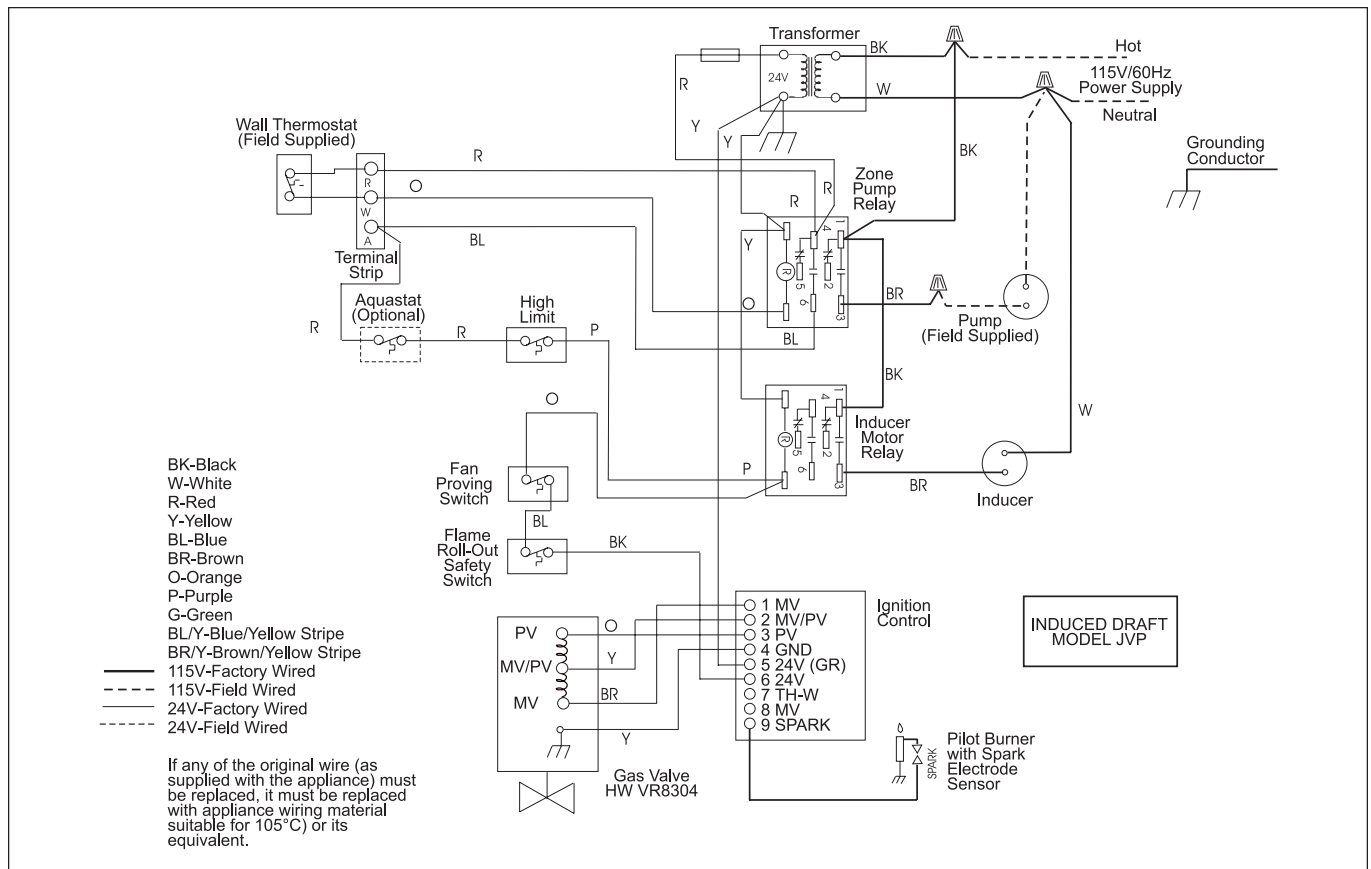 Transformer
24V
BK
W
Hot
115V/60Hz
Power Supply
Neutral
R
Y
Y
BK
Grounding
Conductor
Wall Thermostat
(Field Supplied)
R
O
R
W
A
BL
Terminal
Strip
R
R
Zone
Pump
Relay
Y
R
4
1
5
2
6
3
O
BL
BR
Pump
(Field Supplied)
Aquastat
(Optional)
High
Limit
R
R
P
BK
W
O
P
R
4
1
5
2
6
3
Inducer
Motor
Relay
BR
Inducer
Fan
Proving
Switch
BL
Flame
Roll-Out
Safety
Switch
BK
BK-Black
W-White
R-Red
Y-Yellow
BL-Blue
BR-Brown
O-Orange
P-Purple
G-Green
BL/Y-Blue/Yellow Stripe
BR/Y-Brown/Yellow Stripe
115V-Factory Wired
115V-Field Wired
24V-Factory Wired
24V-Field Wired
If any of the original wire (as
supplied with the appliance) must
be replaced, it must be replaced
with appliance wiring material
suitable for 105°C) or its
equivalent.
PV
MV/PV
MV
O
Y
BR
Y
Gas Valve
HW VR8304
1 MV
2 MV/PV
3 PV
4 GND
5 24V (GR)
6 24V
7 TH-W
8 MV
9 SPARK
Ignition
Control
INDUCED DRAFT
MODEL JVP
SPARK
Pilot Burner
with Spark
Electrode
Sensor